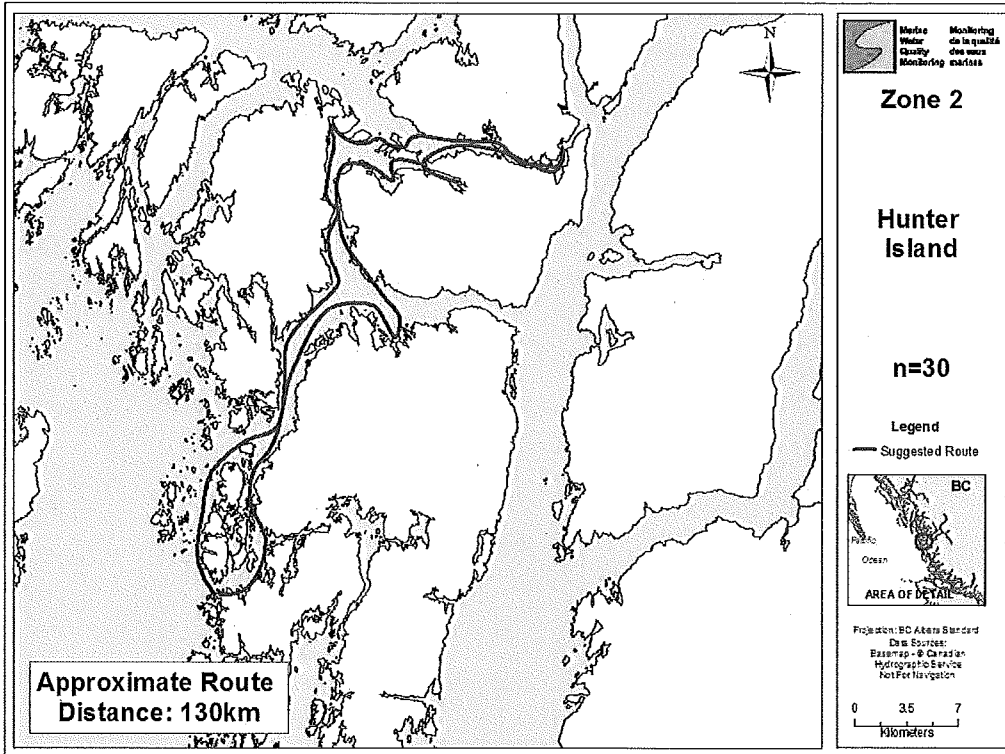 N
Marine Monitoring
Water de la qualité
Quality des eaux
Monitoring marines
Zone 2
Hunter
Island
n=30
Legend
Suggested Route
BC
Pacific
Ocean
AREA OF DETAIL
Projection: BC Albers Standard
Data Sources:
Basemap - © Canadian
Hydrographic Service
Not For Navigation
0 3.5 7
Kilometers
Approximate Route
Distance: 130km